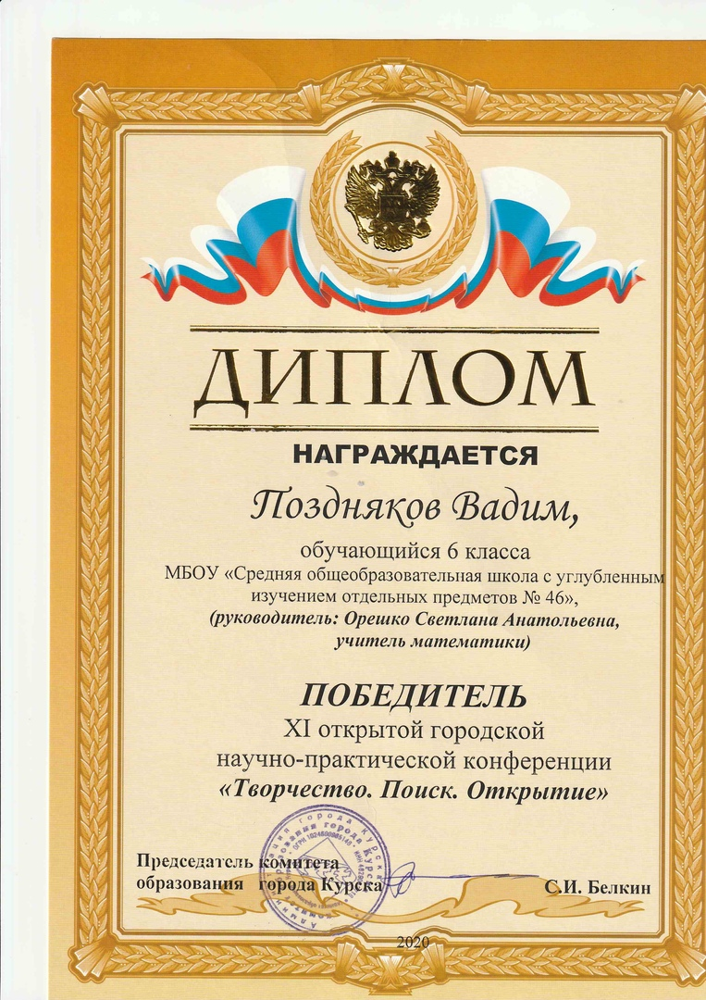 ДИПЛОМ
НАГРАЖДАЕТСЯ
Поздняков Вадим,
обучающийся 6 класса
МБОУ «Средняя общеобразовательная школа с углубленным
изучением отдельных предметов № 46»,
(руководитель: Орешко Светлана Анатольевна,
учитель математики)
ПОБЕДИТЕЛЬ
XI открытой городской
научно-практической конференции
«Творчество. Поиск. Открытие»
Председатель комитета
образования города Курска
С.И. Белкин
2020